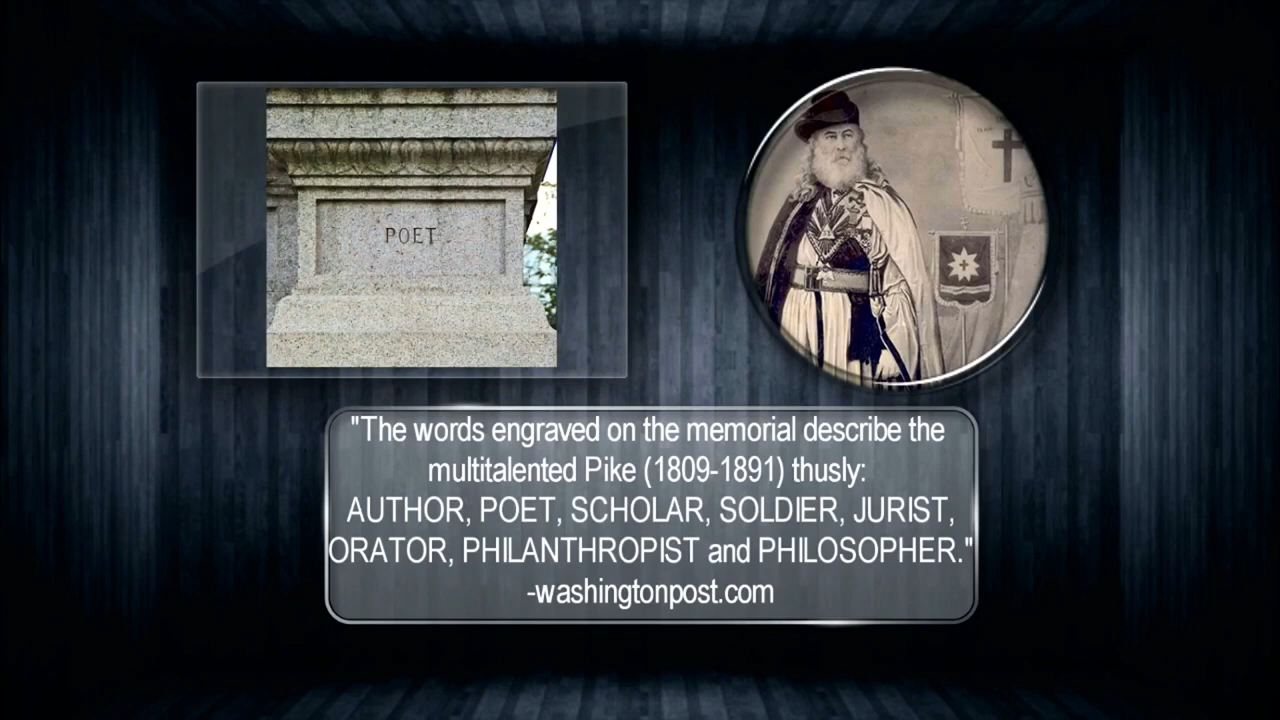 POET
"The words engraved on the memorial describe the
multitalented Pike (1809-1891) thusly:
AUTHOR, POET, SCHOLAR, SOLDIER, JURIST,
ORATOR, PHILANTHROPIST and PHILOSOPHER."
-washingtonpost.com